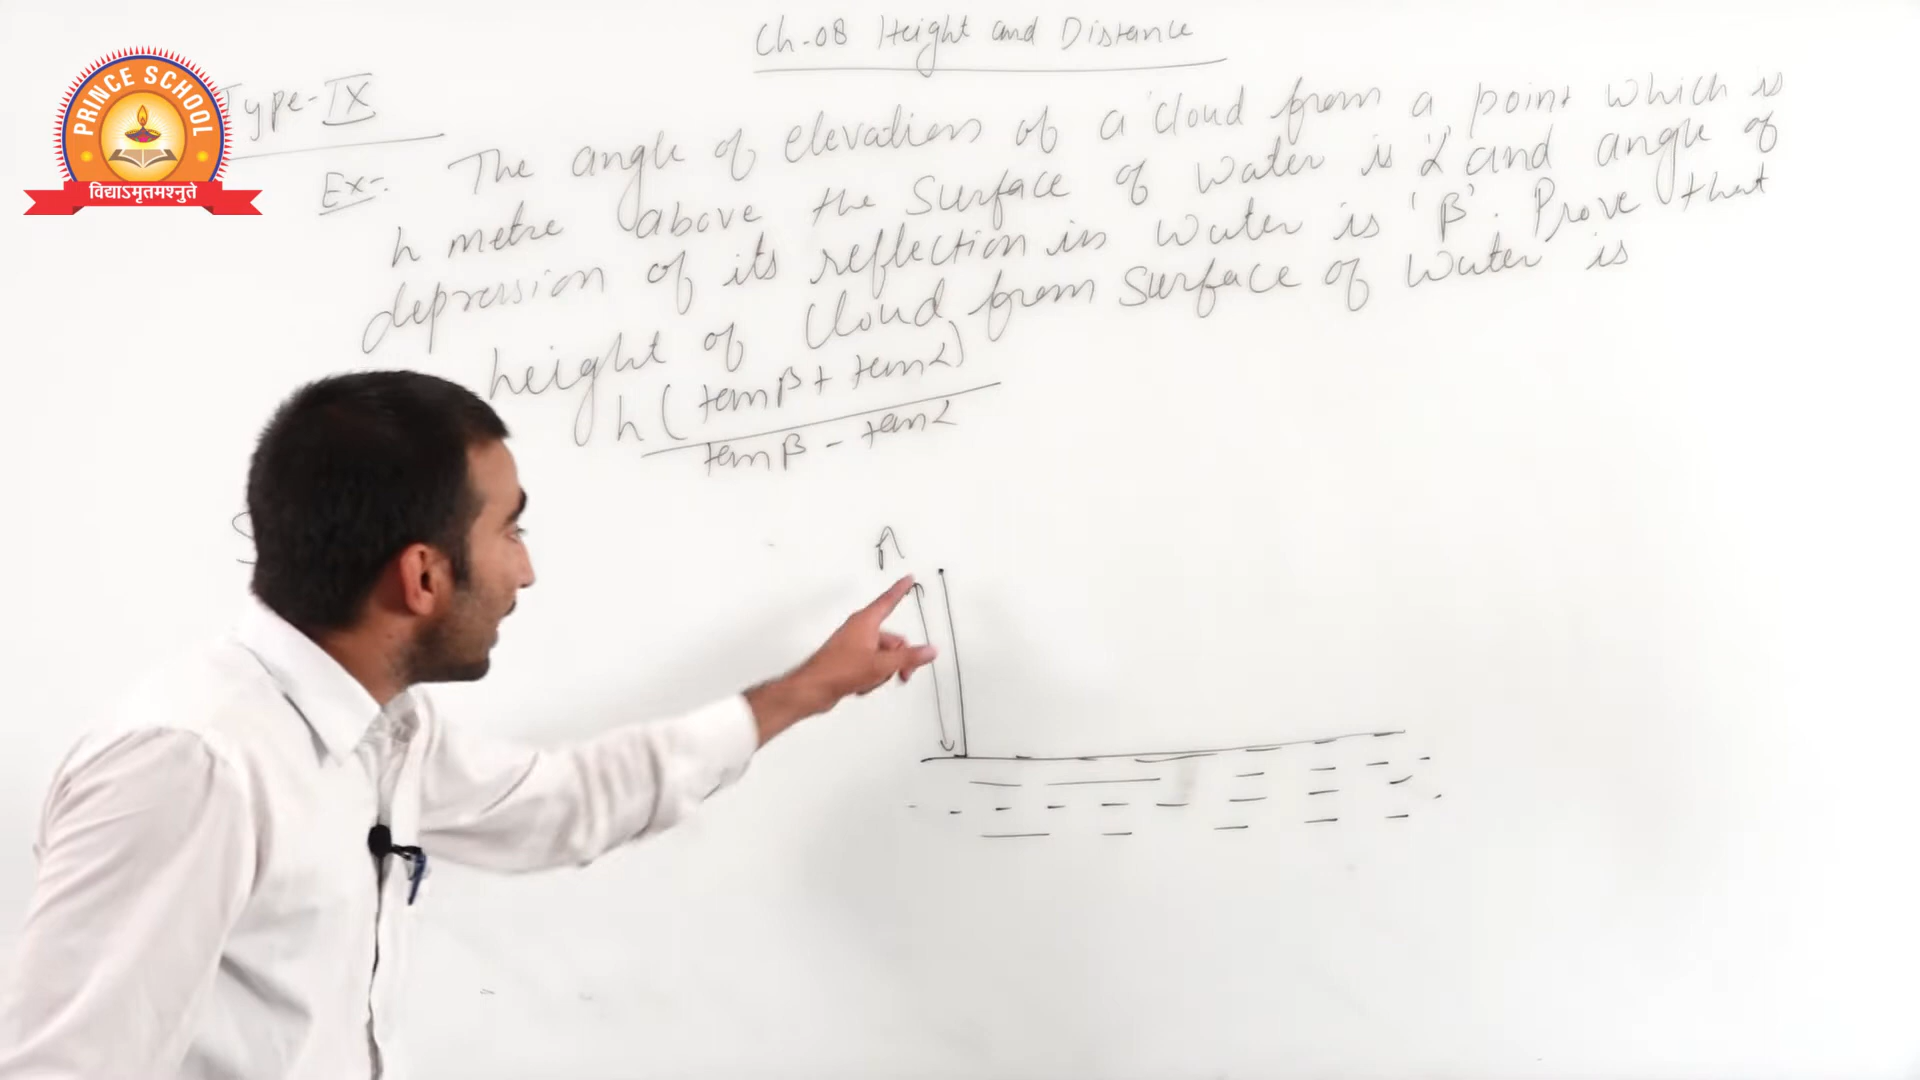 Ch-08 Height and Distance
PRINCE SCHOOL
विद्याऽमृतमश्नुते
Type-IX
Ex-: The angle of elevation of a cloud from a point which is
h metre above the surface of water is 'α' and angle of
depression of its reflection in water is 'β'. Prove that
height of cloud from surface of water is
h (tanβ + tanα)
tanβ - tanα
A